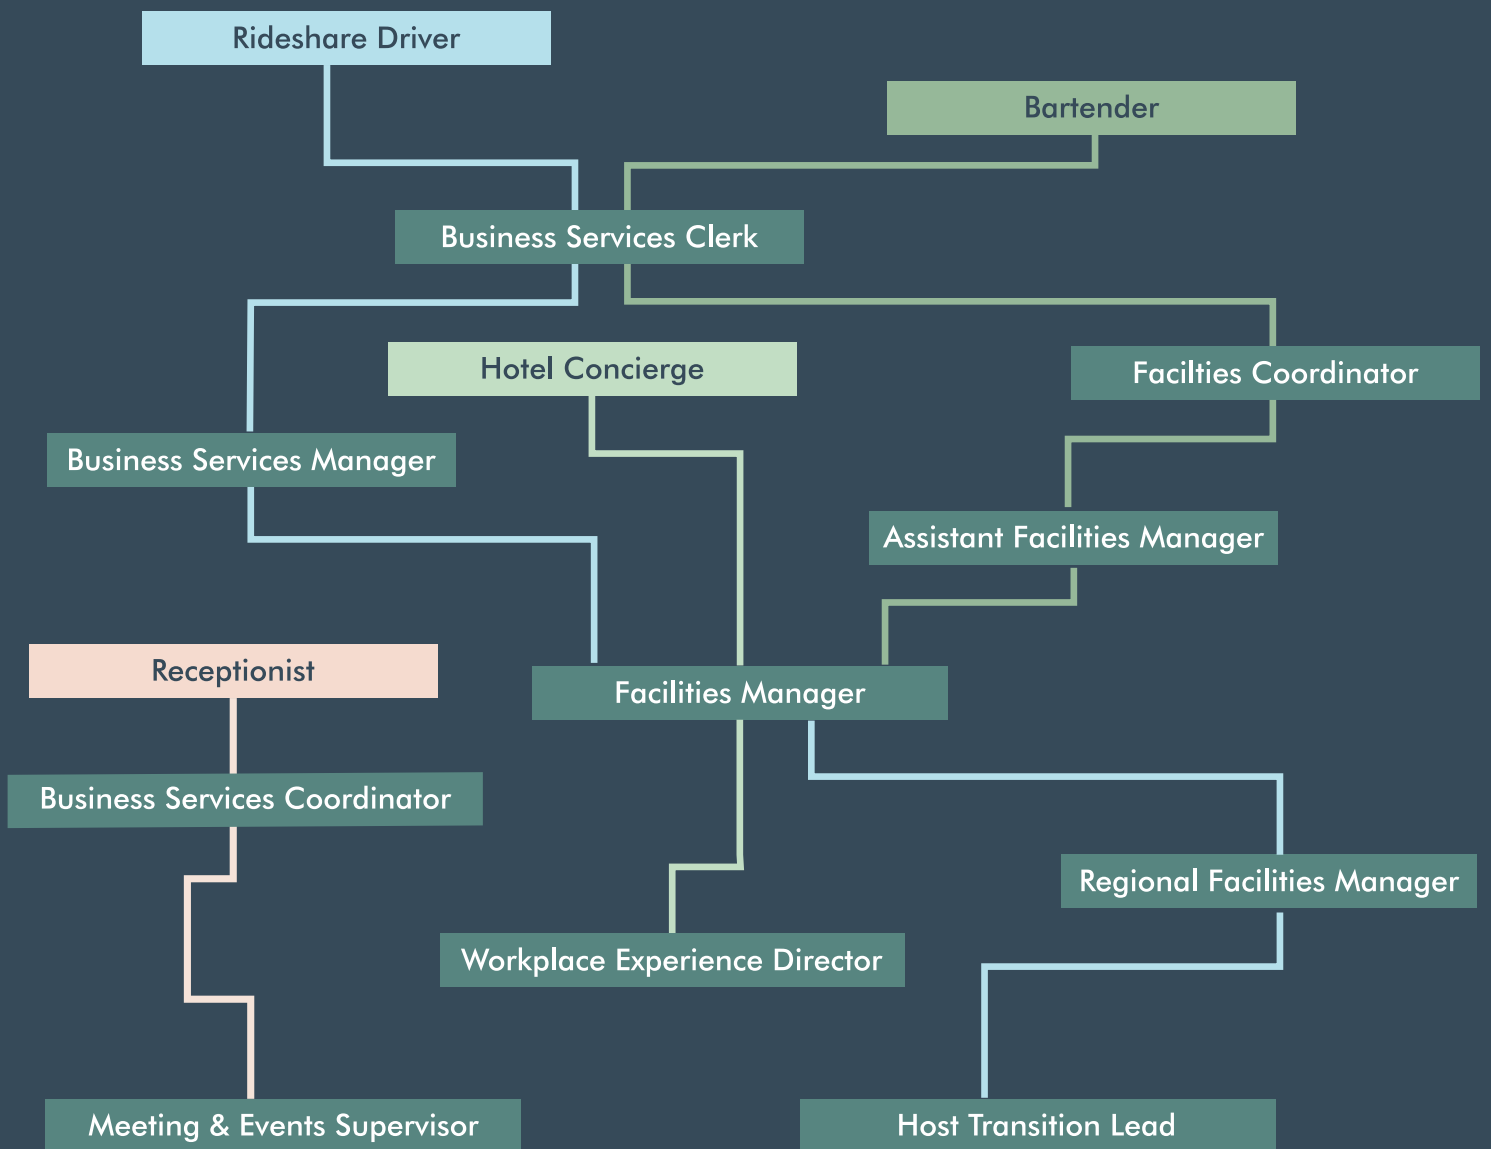 Rideshare Driver
Bartender
Business Services Clerk
Hotel Concierge
Facilties Coordinator
Business Services Manager
Assistant Facilities Manager
Receptionist
Facilities Manager
Business Services Coordinator
Regional Facilities Manager
Workplace Experience Director
Meeting & Events Supervisor
Host Transition Lead